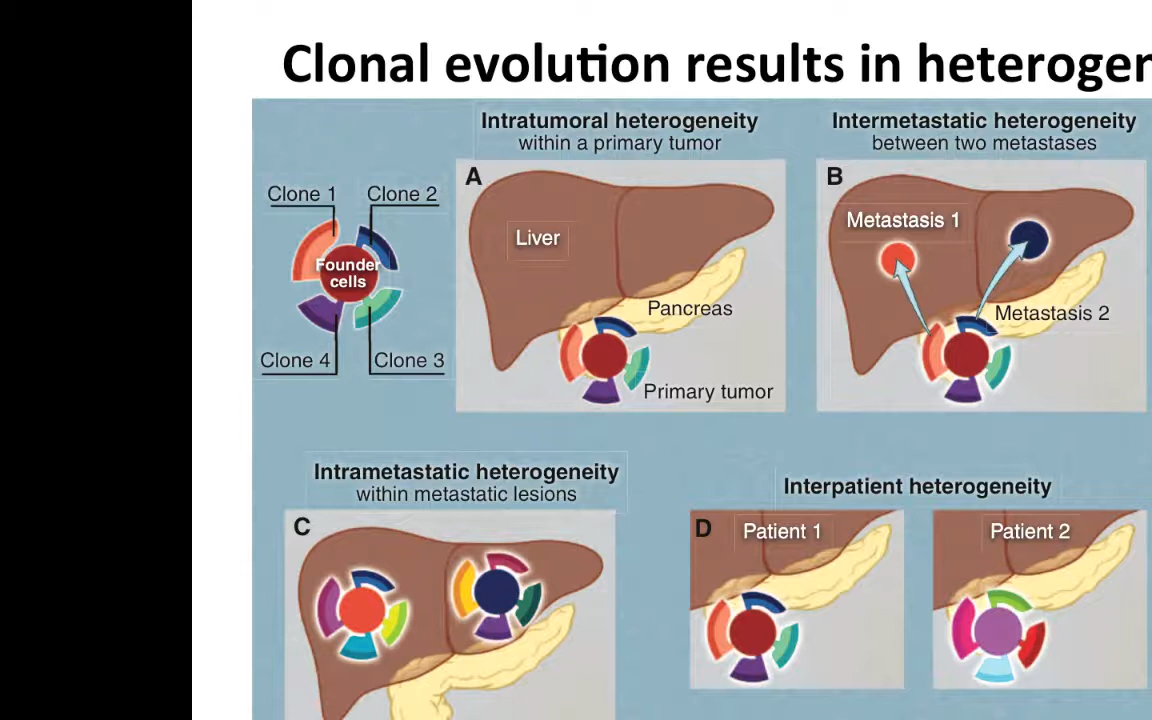 Clonal evolution results in heterogen
Intratumoral heterogeneity
within a primary tumor
Intermetastatic heterogeneity
between two metastases
Clone 1
Clone 2
Founder
cells
Clone 4
Clone 3
A
Liver
Pancreas
Primary tumor
B
Metastasis 1
Metastasis 2
Intrametastatic heterogeneity
within metastatic lesions
C
Interpatient heterogeneity
D
Patient 1
Patient 2